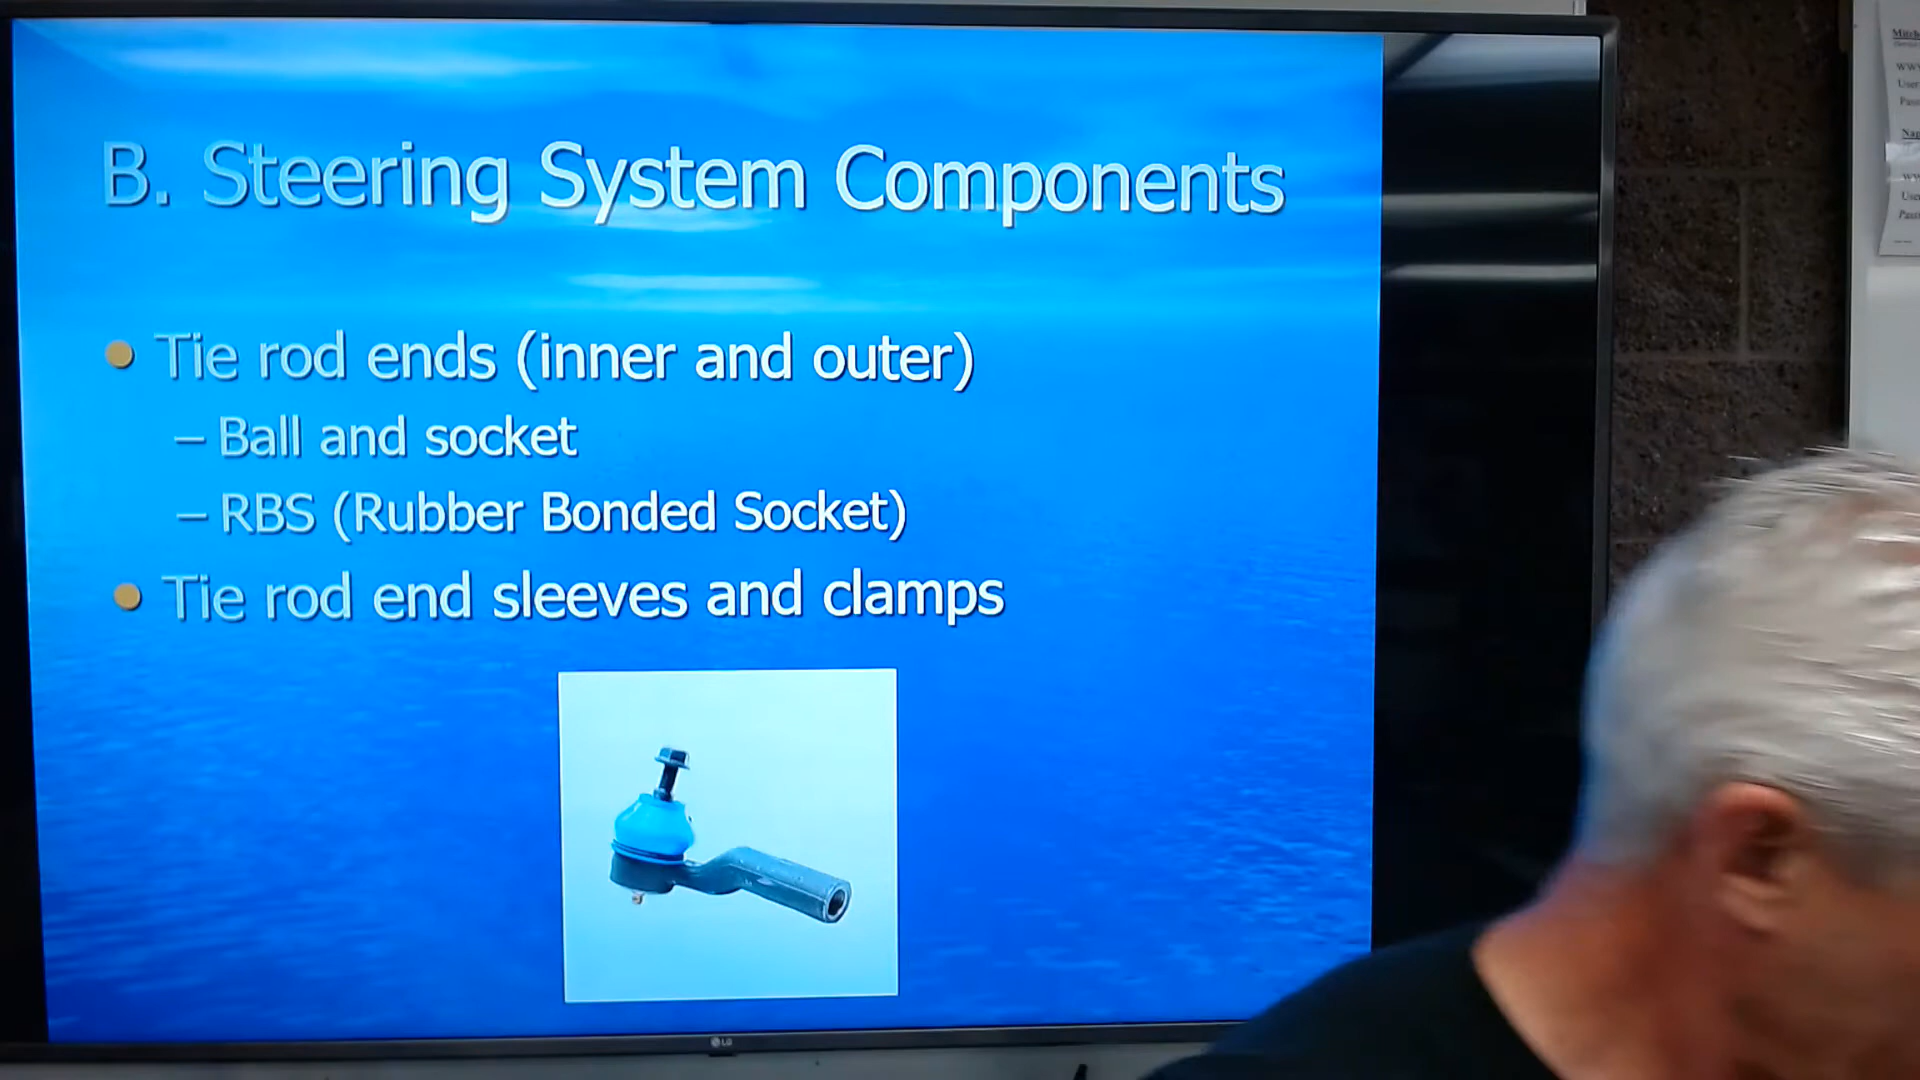 B. Steering System Components
Tie rod ends (inner and outer)
– Ball and socket
– RBS (Rubber Bonded Socket)
Tie rod end sleeves and clamps
LG